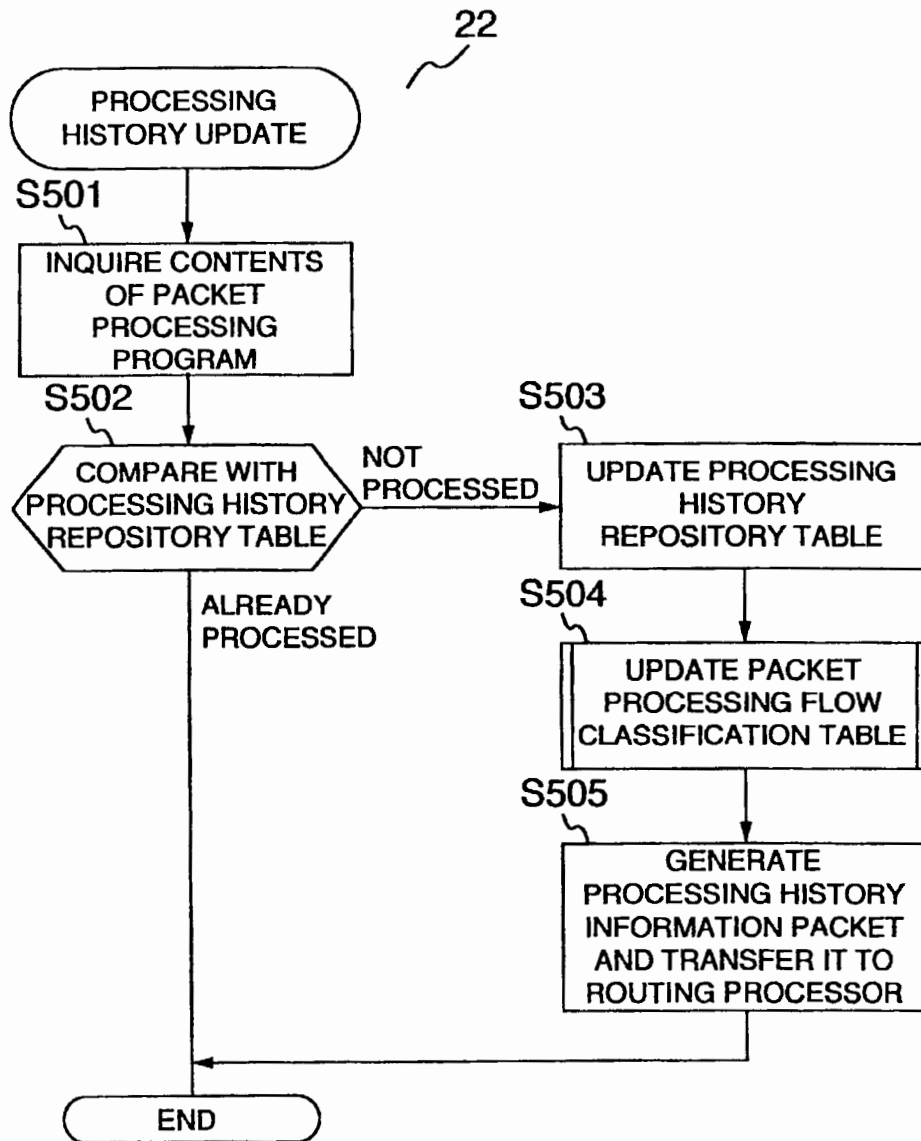 22
PROCESSING
HISTORY UPDATE
S501
INQUIRE CONTENTS
OF PACKET
PROCESSING
PROGRAM
S502
COMPARE WITH
PROCESSING HISTORY
REPOSITORY TABLE
NOT
PROCESSED
ALREADY
PROCESSED
S503
UPDATE PROCESSING
HISTORY
REPOSITORY TABLE
S504
UPDATE PACKET
PROCESSING FLOW
CLASSIFICATION TABLE
S505
GENERATE
PROCESSING HISTORY
INFORMATION PACKET
AND TRANSFER IT TO
ROUTING PROCESSOR
END